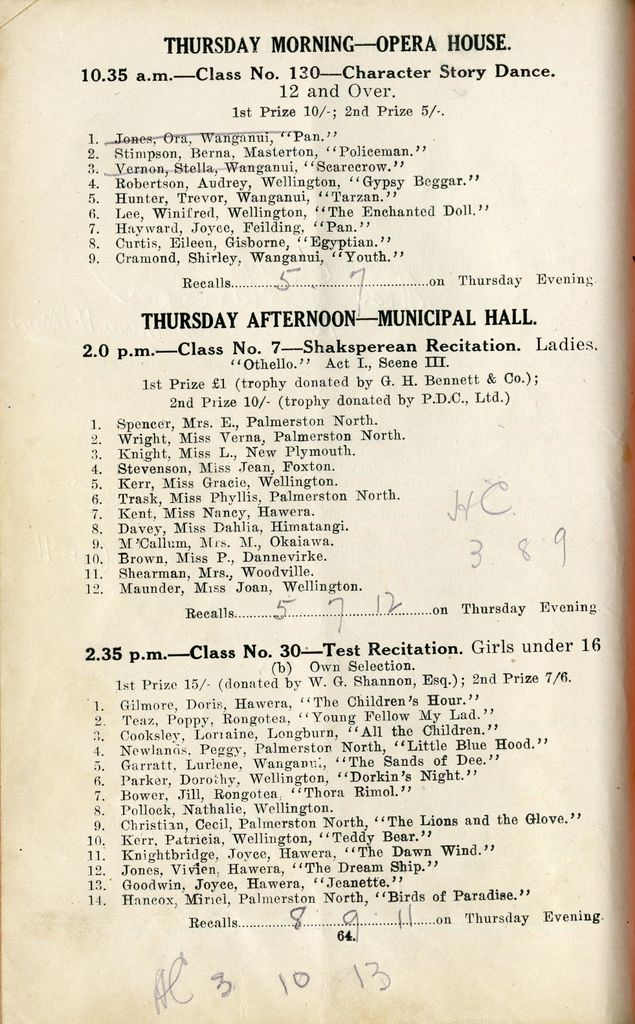 THURSDAY MORNING—OPERA HOUSE.
10.35 a.m.—Class No. 130—Character Story Dance.
12 and Over.
1st Prize 10/-; 2nd Prize 5/-.
1. Jones, Ora, Wanganui, "Pan."
2. Stimpson, Berna, Masterton, "Policeman."
3. Vernon, Stella, Wanganui, "Scarecrow."
4. Robertson, Audrey, Wellington, "Gypsy Beggar."
5. Hunter, Trevor, Wanganui, "Tarzan."
6. Lee, Winifred, Wellington, "The Enchanted Doll."
7. Hayward, Joyce, Feilding, "Pan."
8. Curtis, Eileen, Gisborne, "Egyptian."
9. Cramond, Shirley, Wanganui, "Youth."
Recalls..........5..........7..........on Thursday Evening.
THURSDAY AFTERNOON—MUNICIPAL HALL.
2.0 p.m.—Class No. 7—Shaksperean Recitation. Ladies.
"Othello." Act I., Scene III.
1st Prize £1 (trophy donated by G. H. Bennett & Co.);
2nd Prize 10/- (trophy donated by P.D.C., Ltd.)
1. Spencer, Mrs. E., Palmerston North.
2. Wright, Miss Verna, Palmerston North.
3. Knight, Miss L., New Plymouth.
4. Stevenson, Miss Jean, Foxton.
5. Kerr, Miss Gracie, Wellington.
6. Trask, Miss Phyllis, Palmerston North.
7. Kent, Miss Nancy, Hawera.
8. Davey, Miss Dahlia, Himatangi.
9. M'Callum, Mrs. M., Okaiawa.
10. Brown, Miss P., Dannevirke.
11. Shearman, Mrs., Woodville.
12. Maunder, Miss Joan, Wellington.
HC.
3 8 9
Recalls..........5.....7.....12..........on Thursday Evening
2.35 p.m.—Class No. 30—Test Recitation. Girls under 16
(b) Own Selection.
1st Prize 15/- (donated by W. G. Shannon, Esq.); 2nd Prize 7/6.
1. Gilmore, Doris, Hawera, "The Children's Hour."
2. Teaz, Poppy, Rongotea, "Young Fellow My Lad."
3. Cooksley, Lorraine, Longburn, "All the Children."
4. Newlands, Peggy, Palmerston North, "Little Blue Hood."
5. Garratt, Lurlene, Wanganui, "The Sands of Dee."
6. Parker, Dorothy, Wellington, "Dorkin's Night."
7. Bower, Jill, Rongotea, "Thora Rimol."
8. Pollock, Nathalie, Wellington.
9. Christian, Cecil, Palmerston North, "The Lions and the Glove."
10. Kerr, Patricia, Wellington, "Teddy Bear."
11. Knightbridge, Joyce, Hawera, "The Dawn Wind."
12. Jones, Vivien, Hawera, "The Dream Ship."
13. Goodwin, Joyce, Hawera, "Jeanette."
14. Hancox, Miriel, Palmerston North, "Birds of Paradise."
Recalls..........8.....9.....11.....on Thursday Evening.
64.
HC 3 10 13